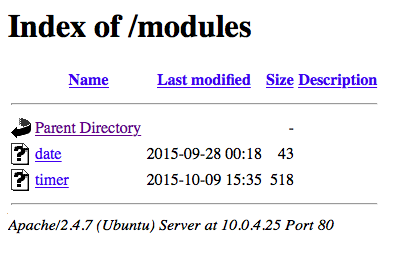 Index of /modules
Name Last modified Size Description
Parent Directory -
date 2015-09-28 00:18 43
timer 2015-10-09 15:35 518
Apache/2.4.7 (Ubuntu) Server at 10.0.4.25 Port 80